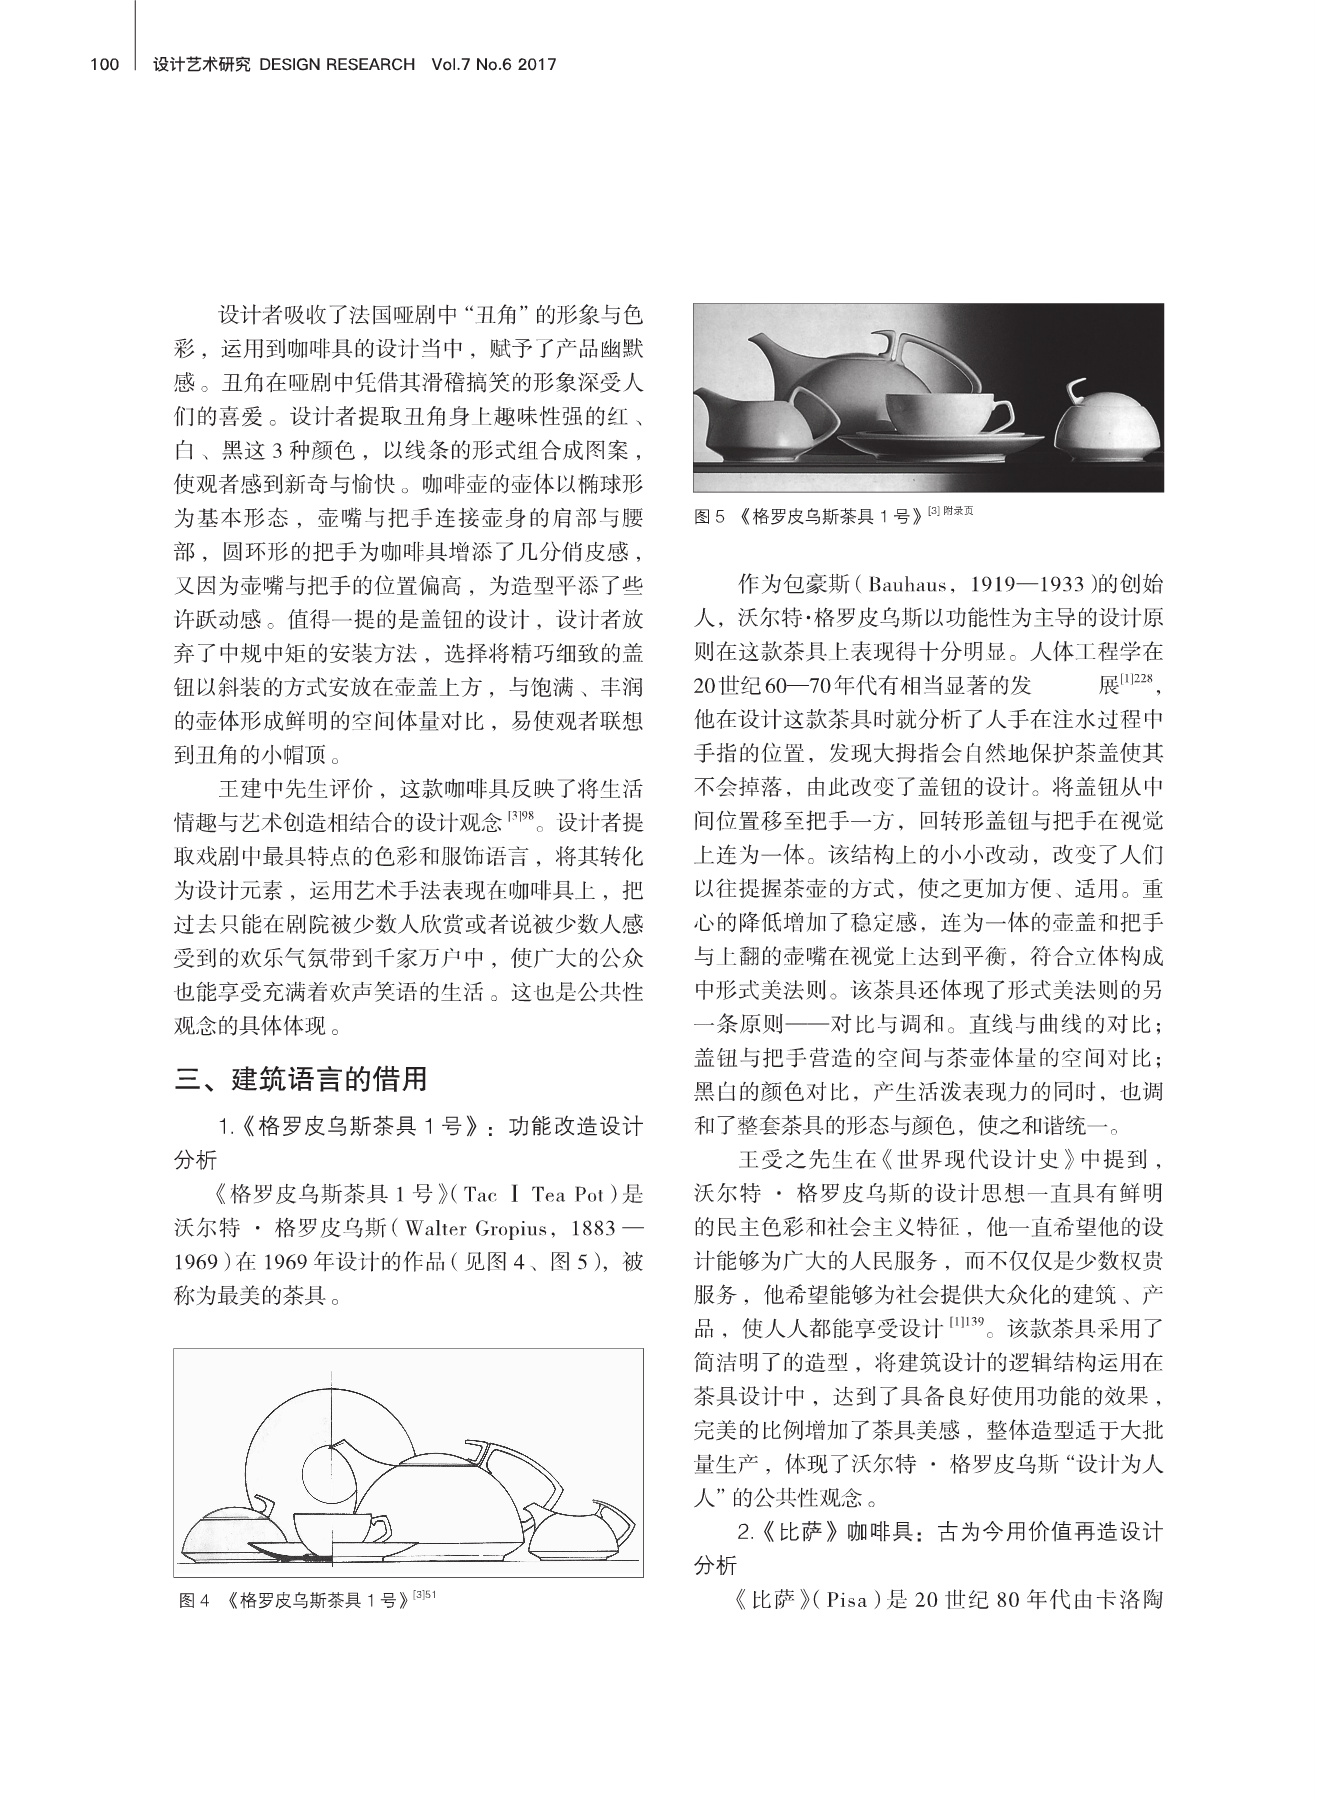 100 设计艺术研究 DESIGN RESEARCH Vol.7 No.6 2017
设计者吸收了法国哑剧中“丑角”的形象与色
彩，运用到咖啡具的设计当中，赋予了产品幽默
感。丑角在哑剧中凭借其滑稽搞笑的形象深受人
们的喜爱。设计者提取丑角身上趣味性强的红、
白、黑这 3 种颜色，以线条的形式组合成图案，
使观者感到新奇与愉快。咖啡壶的壶体以椭球形
为基本形态，壶嘴与把手连接壶身的肩部与腰
部，圆环形的把手为咖啡具增添了几分俏皮感，
又因为壶嘴与把手的位置偏高，为造型平添了些
许跃动感。值得一提的是盖钮的设计，设计者放
弃了中规中矩的安装方法，选择将精巧细致的盖
钮以斜装的方式安放在壶盖上方，与饱满、丰润
的壶体形成鲜明的空间体量对比，易使观者联想
到丑角的小帽顶。
王建中先生评价，这款咖啡具反映了将生活
情趣与艺术创造相结合的设计观念[3]98。设计者提
取戏剧中最具特点的色彩和服饰语言，将其转化
为设计元素，运用艺术手法表现在咖啡具上，把
过去只能在剧院被少数人欣赏或者说被少数人感
受到的欢乐气氛带到千家万户中，使广大的公众
也能享受充满着欢声笑语的生活。这也是公共性
观念的具体体现。
三、建筑语言的借用
1.《格罗皮乌斯茶具 1 号》：功能改造设计
分析
《格罗皮乌斯茶具 1 号》（Tac Ⅰ Tea Pot）是
沃尔特 · 格罗皮乌斯（Walter Gropius，1883 —
1969）在 1969 年设计的作品（见图 4、图 5），被
称为最美的茶具。
图 4 《格罗皮乌斯茶具 1 号》[3]51
图 5 《格罗皮乌斯茶具 1 号》[3] 附录页
作为包豪斯（Bauhaus，1919—1933）的创始
人，沃尔特·格罗皮乌斯以功能性为主导的设计原
则在这款茶具上表现得十分明显。人体工程学在
20世纪60—70年代有相当显著的发 展[1]228，
他在设计这款茶具时就分析了人手在注水过程中
手指的位置，发现大拇指会自然地保护茶盖使其
不会掉落，由此改变了盖钮的设计。将盖钮从中
间位置移至把手一方，回转形盖钮与把手在视觉
上连为一体。该结构上的小小改动，改变了人们
以往提握茶壶的方式，使之更加方便、适用。重
心的降低增加了稳定感，连为一体的壶盖和把手
与上翻的壶嘴在视觉上达到平衡，符合立体构成
中形式美法则。该茶具还体现了形式美法则的另
一条原则——对比与调和。直线与曲线的对比；
盖钮与把手营造的空间与茶壶体量的空间对比；
黑白的颜色对比，产生活泼表现力的同时，也调
和了整套茶具的形态与颜色，使之和谐统一。
王受之先生在《世界现代设计史》中提到，
沃尔特 · 格罗皮乌斯的设计思想一直具有鲜明
的民主色彩和社会主义特征，他一直希望他的设
计能够为广大的人民服务，而不仅仅是少数权贵
服务，他希望能够为社会提供大众化的建筑、产
品，使人人都能享受设计[1]139。该款茶具采用了
简洁明了的造型，将建筑设计的逻辑结构运用在
茶具设计中，达到了具备良好使用功能的效果，
完美的比例增加了茶具美感，整体造型适于大批
量生产，体现了沃尔特 · 格罗皮乌斯“设计为人
人”的公共性观念。
2.《比萨》咖啡具：古为今用价值再造设计
分析
《比萨》（Pisa）是 20 世纪 80 年代由卡洛陶